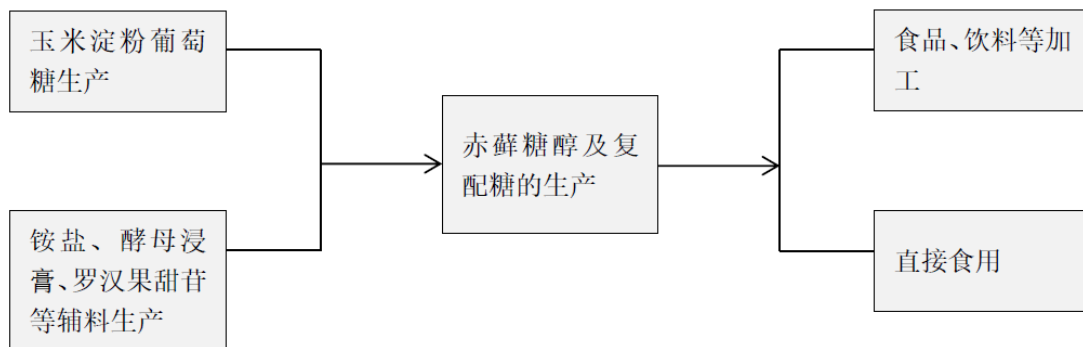 玉米淀粉葡萄
糖生产
铵盐、酵母浸
膏、罗汉果甜苷
等辅料生产
赤藓糖醇及复
配糖的生产
食品、饮料等加
工
直接食用